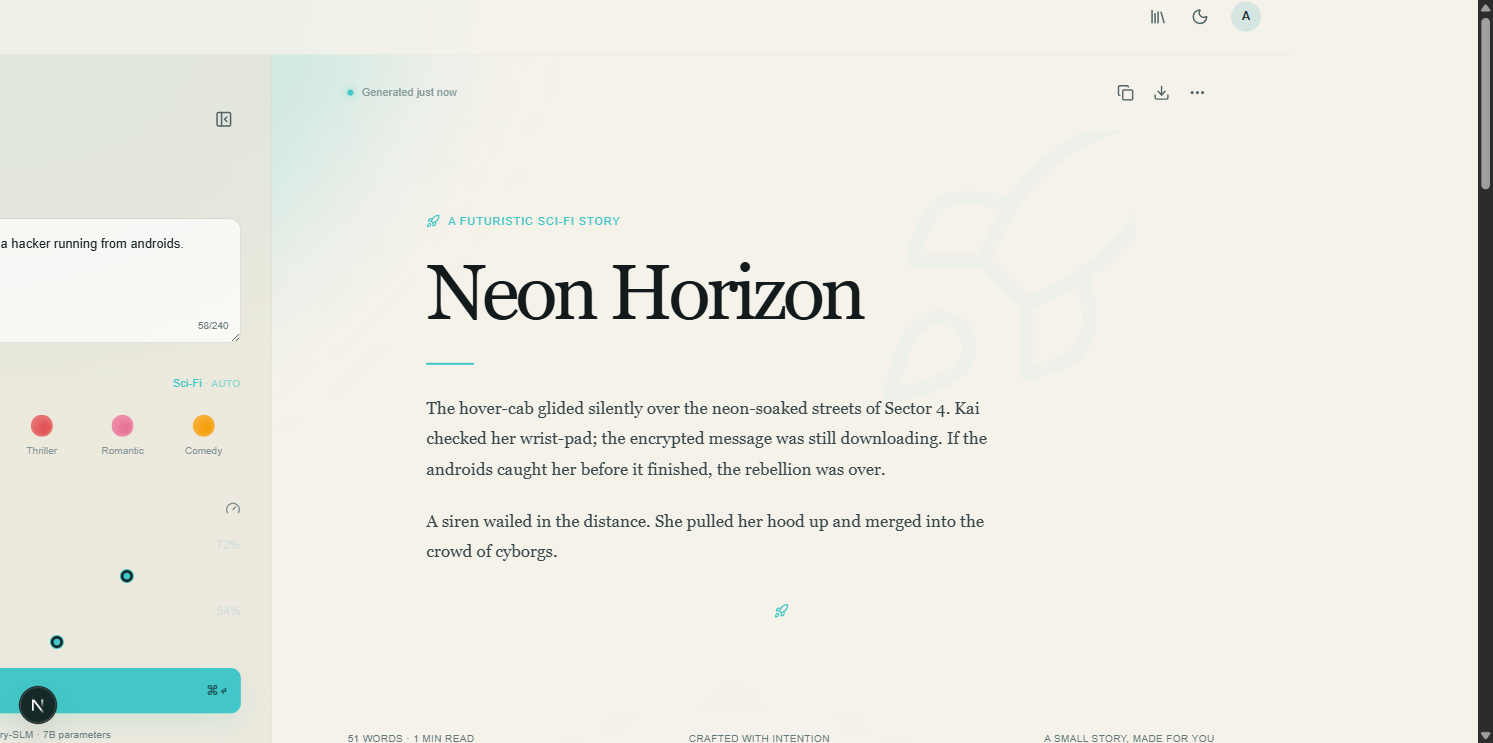 A
Generated just now
a hacker running from androids.
58/240
Sci-Fi · AUTO
Thriller
Romantic
Comedy
72%
54%
⌘ ⏎
N
ry-SLM · 7B parameters
A FUTURISTIC SCI-FI STORY
Neon Horizon
The hover-cab glided silently over the neon-soaked streets of Sector 4. Kai
checked her wrist-pad; the encrypted message was still downloading. If the
androids caught her before it finished, the rebellion was over.
A siren wailed in the distance. She pulled her hood up and merged into the
crowd of cyborgs.
51 WORDS · 1 MIN READ
CRAFTED WITH INTENTION
A SMALL STORY, MADE FOR YOU